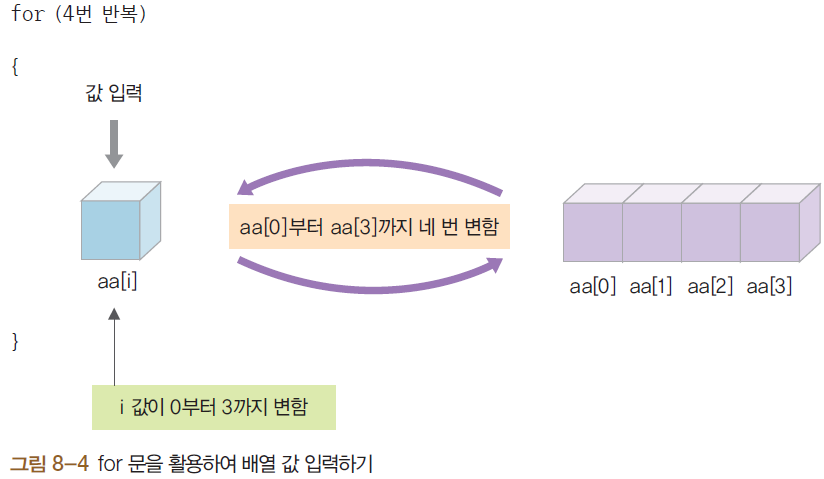 for (4번 반복)
{
값 입력
aa[0]부터 aa[3]까지 네 번 변함
aa[i]
aa[0] aa[1] aa[2] aa[3]
}
i 값이 0부터 3까지 변함
그림 8-4 for 문을 활용하여 배열 값 입력하기